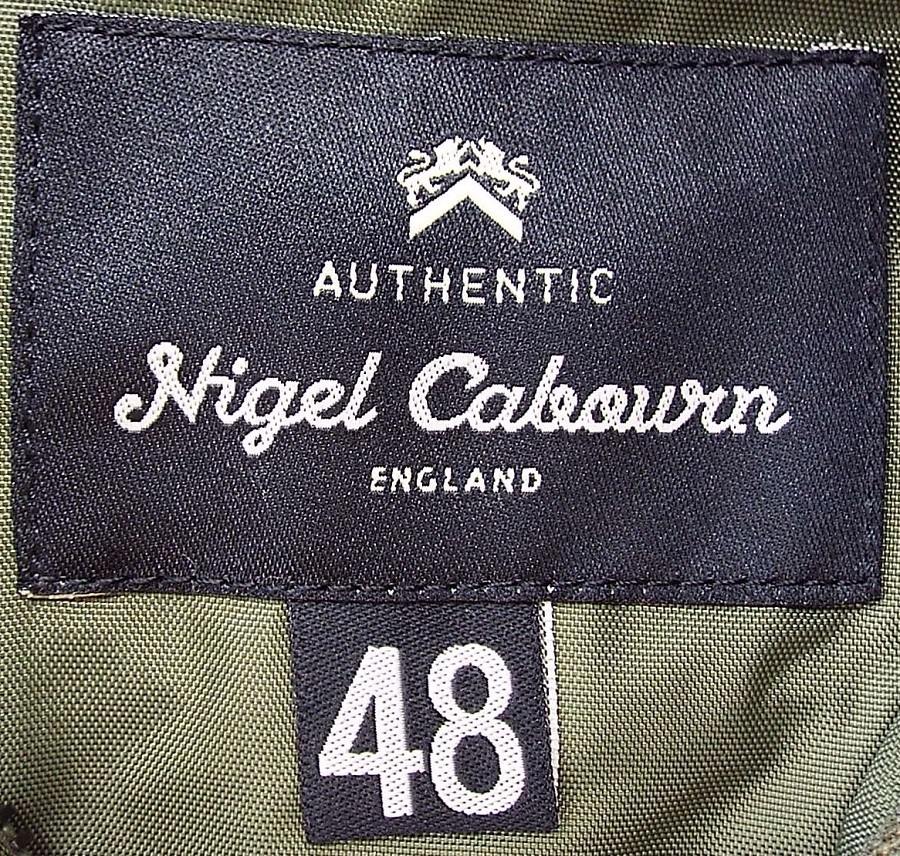 AUTHENTIC
Nigel Cabourn
ENGLAND
48